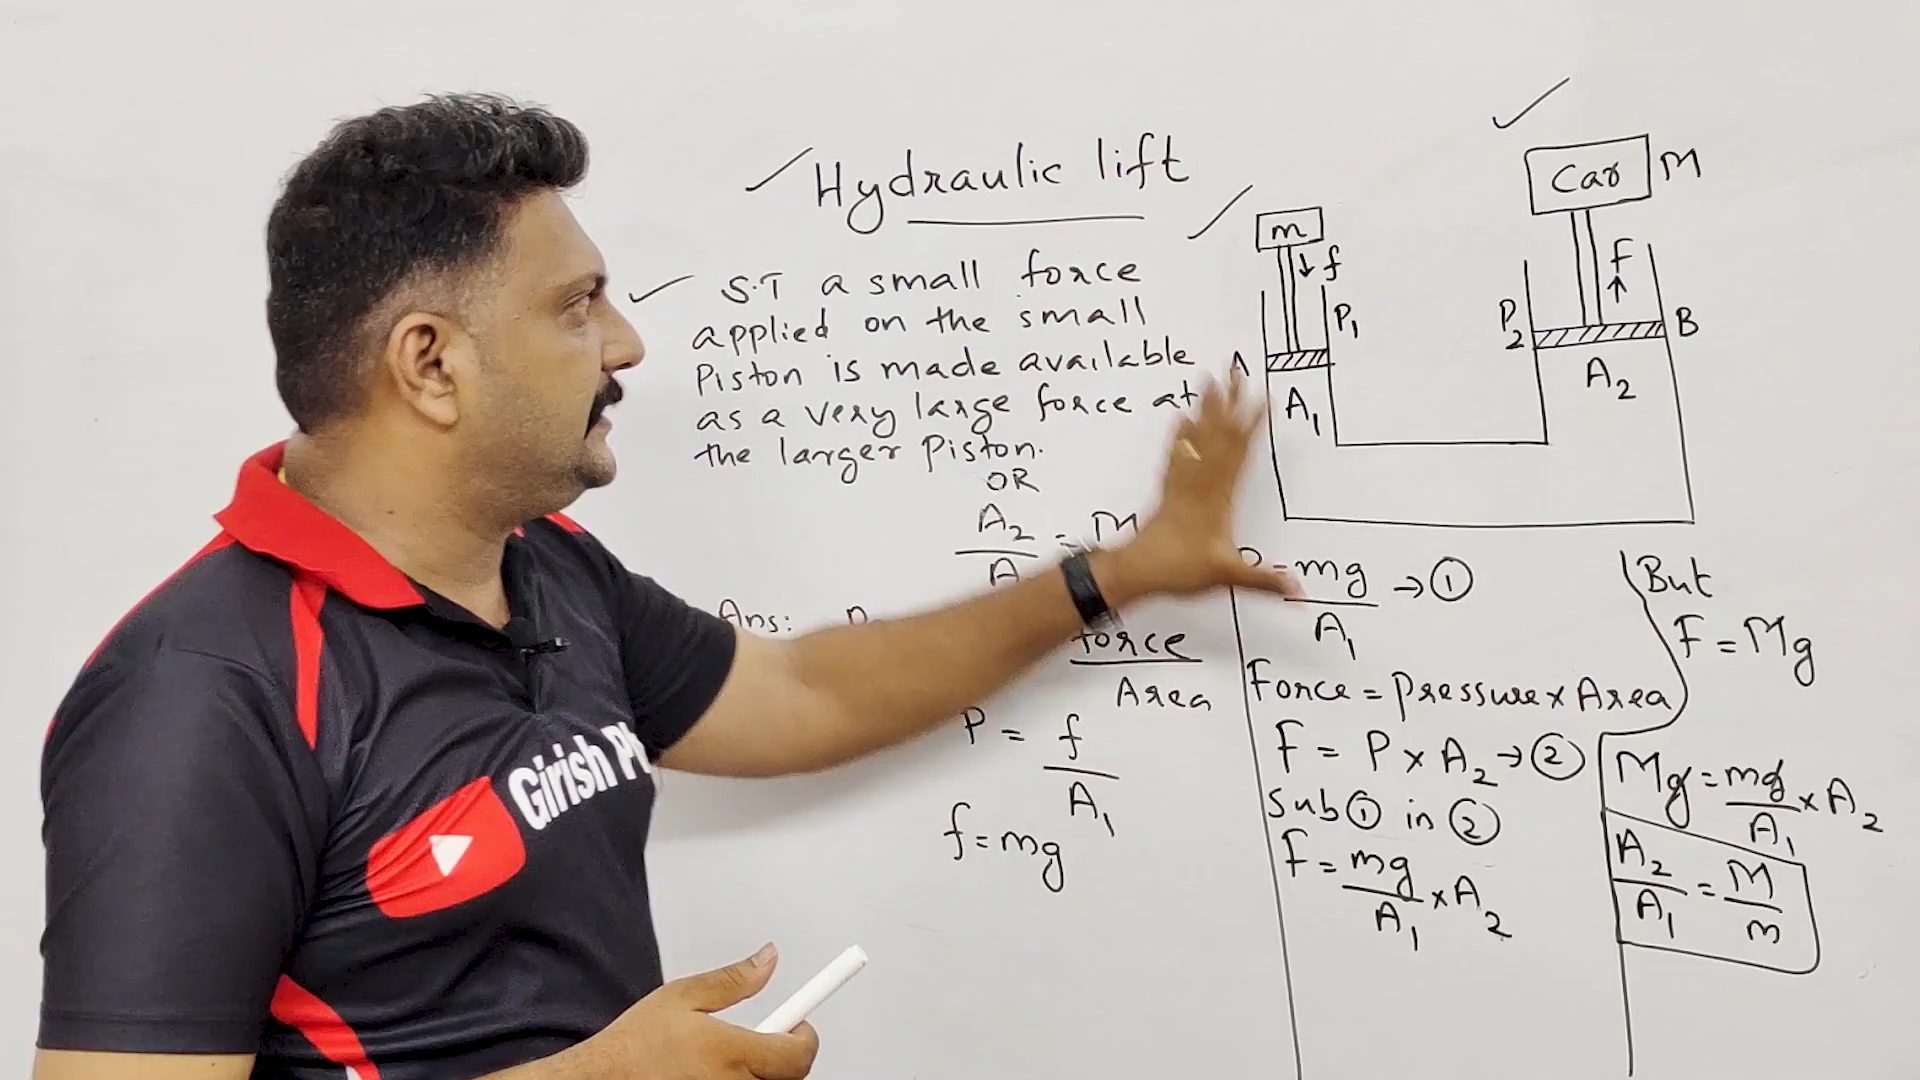 Hydraulic lift
S.T a small force
applied on the small
Piston is made available
as a very large force at
the larger Piston.
OR
A₂
= M
A
Ans:
force
Area
P = f
A₁
f = mg
Car M
m
f
F
P₁
P₂
B
A
A₁
A₂
= mg → ①
A₁
Force = Pressure × Area
F = P × A₂ → ②
Sub ① in ②
F = mg × A₂
A₁
But
F = Mg
Mg = mg × A₂
A₁
A₂ = M
A₁ m
Girish